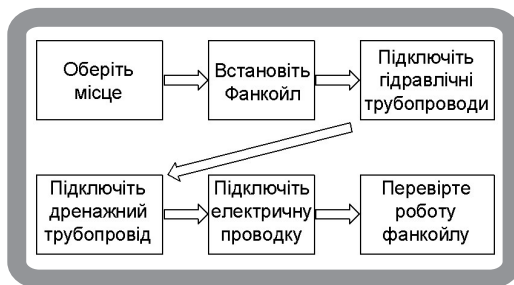 Оберіть
місце
Встановіть
Фанкойл
Підключіть
гідравлічні
трубопроводи
Підключіть
дренажний
трубопровід
Підключіть
електричну
проводку
Перевірте
роботу
фанкойлу